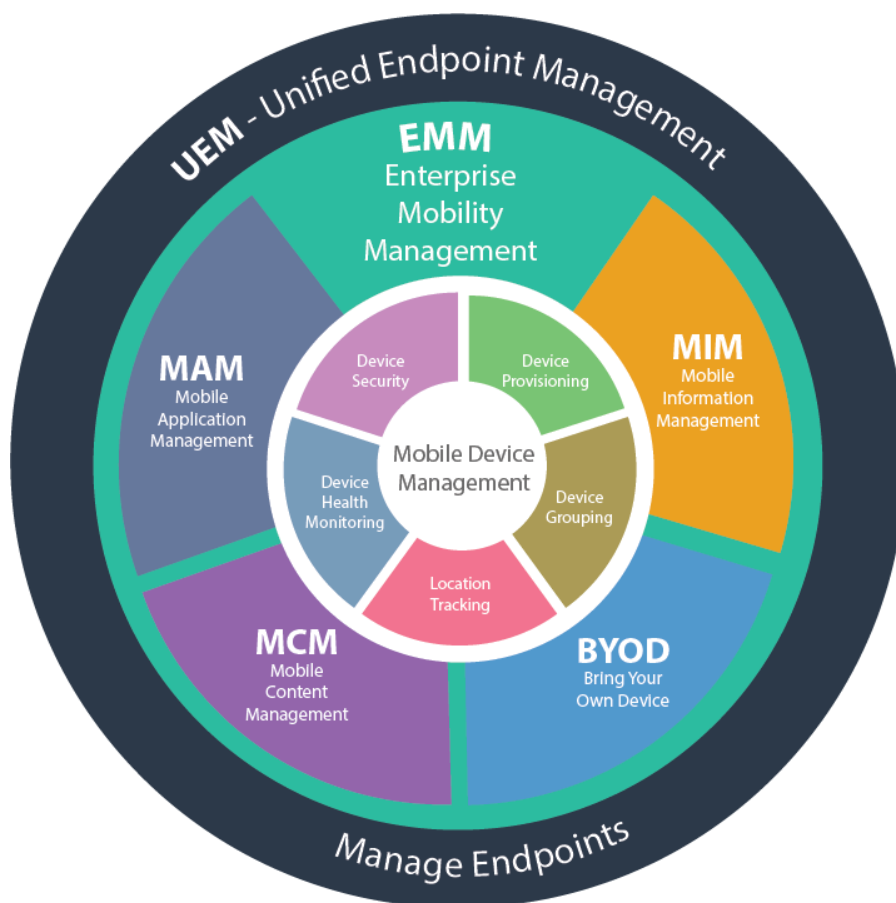 UEM - Unified Endpoint Management
EMM
Enterprise
Mobility
Management
MAM
Mobile
Application
Management
MIM
Mobile
Information
Management
Device
Security
Device
Provisioning
Mobile Device
Management
Device
Health
Monitoring
Device
Grouping
Location
Tracking
MCM
Mobile
Content
Management
BYOD
Bring Your
Own Device
Manage Endpoints